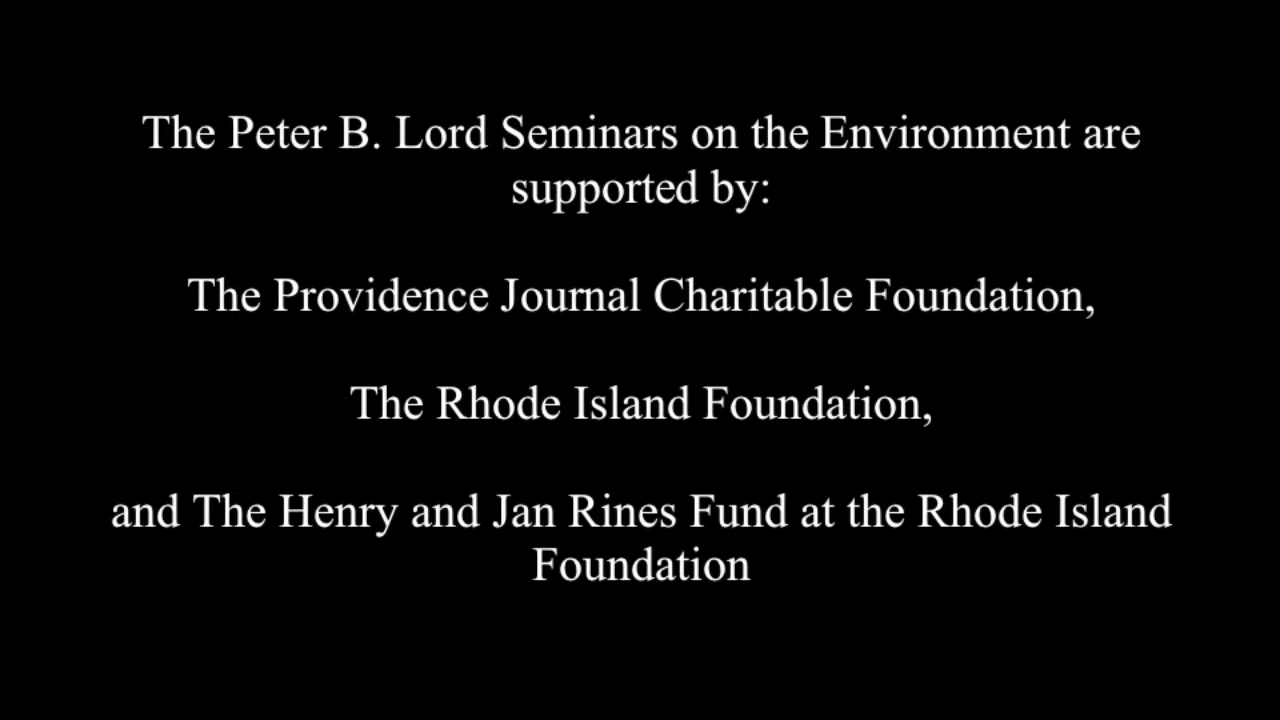 The Peter B. Lord Seminars on the Environment are
supported by:
The Providence Journal Charitable Foundation,
The Rhode Island Foundation,
and The Henry and Jan Rines Fund at the Rhode Island
Foundation